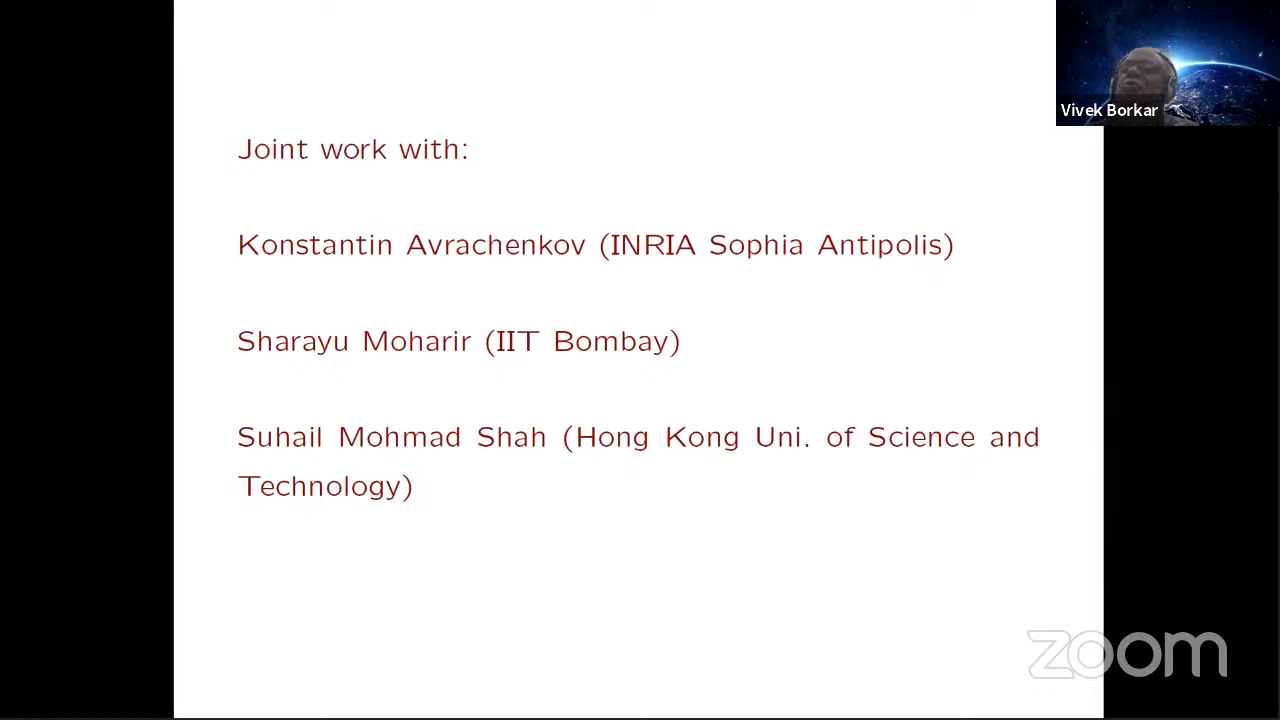 Vivek Borkar
Joint work with:
Konstantin Avrachenkov (INRIA Sophia Antipolis)
Sharayu Moharir (IIT Bombay)
Suhail Mohmad Shah (Hong Kong Uni. of Science and
Technology)
zoom